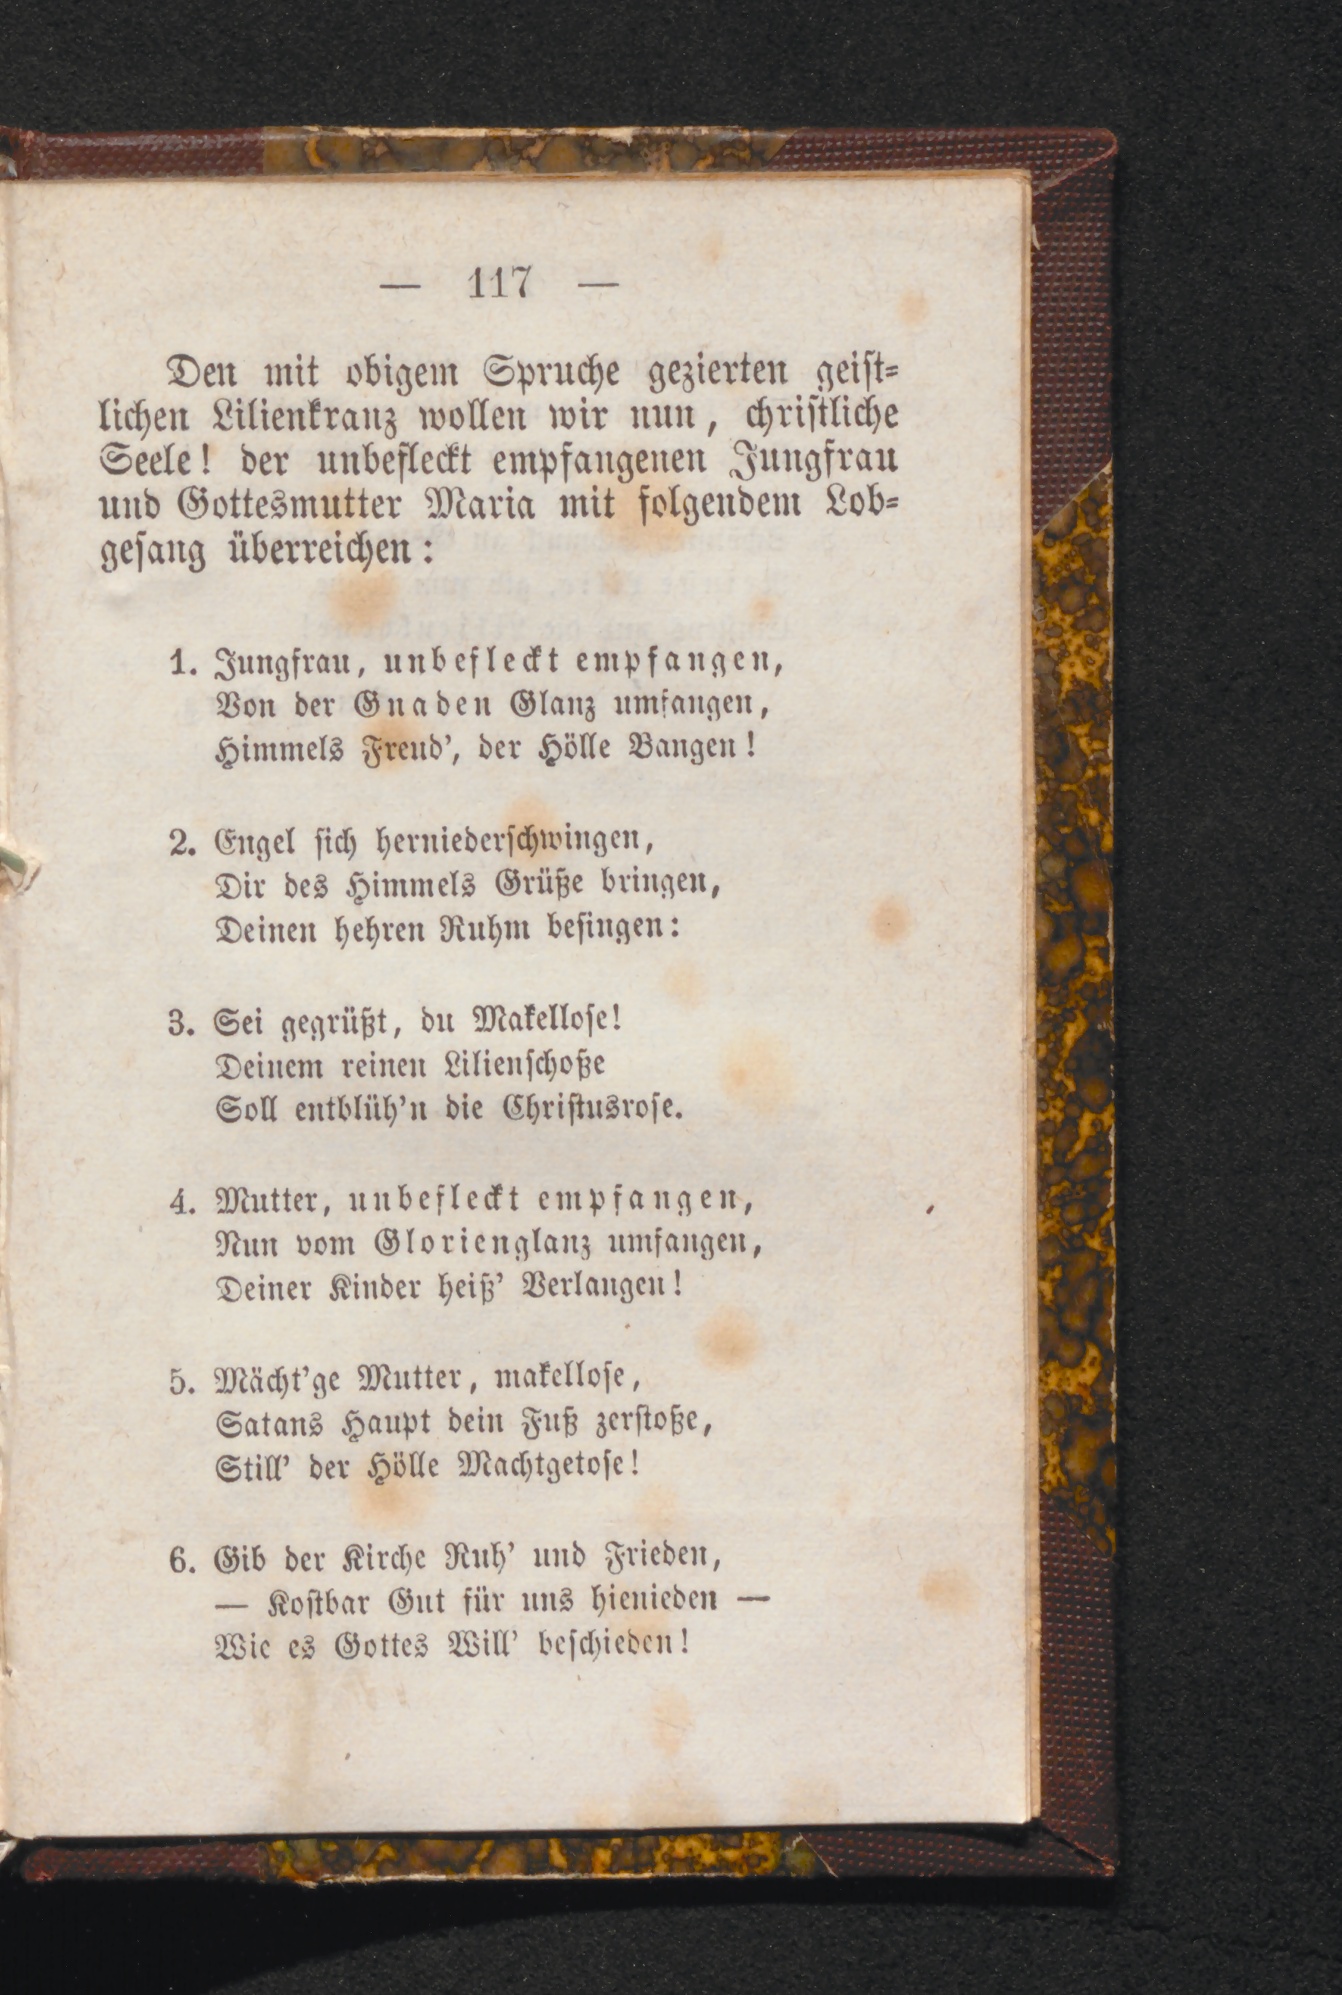 — 117 —
Den mit obigem Spruche gezierten geist-
lichen Lilienkranz wollen wir nun, christliche
Seele! der unbefleckt empfangenen Jungfrau
und Gottesmutter Maria mit folgendem Lob-
gesang überreichen:
1. Jungfrau, unbefleckt empfangen,
Von der Gnaden Glanz umfangen,
Himmels Freud', der Hölle Bangen!
2. Engel sich herniederschwingen,
Dir des Himmels Grüße bringen,
Deinen hehren Ruhm besingen:
3. Sei gegrüßt, du Makellose!
Deinem reinen Lilienschoße
Soll entblüh'n die Christusrose.
4. Mutter, unbefleckt empfangen,
Nun vom Glorienglanz umfangen,
Deiner Kinder heiß' Verlangen!
5. Mächt'ge Mutter, makellose,
Satans Haupt dein Fuß zerstoße,
Still' der Hölle Machtgetose!
6. Gib der Kirche Ruh' und Frieden,
— Kostbar Gut für uns hienieden —
Wie es Gottes Will' beschieden!